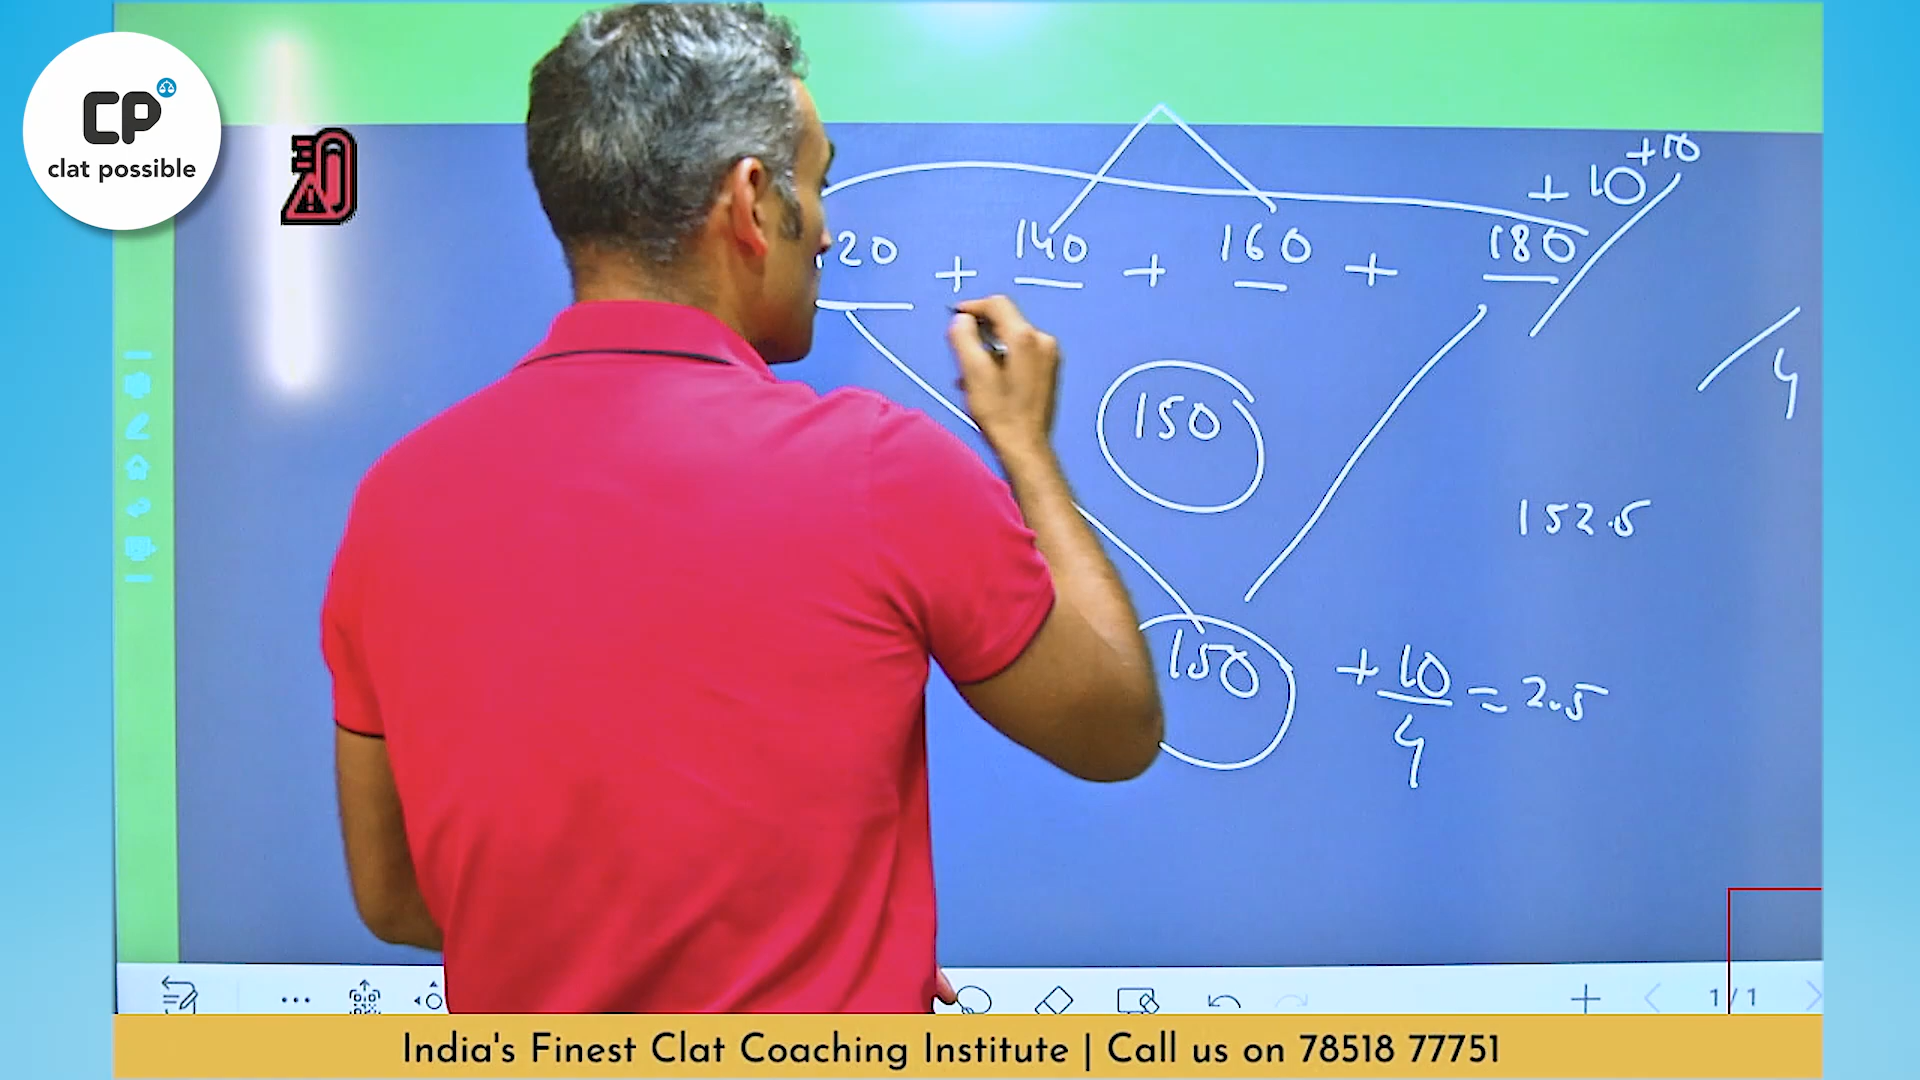 CP
clat possible
+10
+ 10
20 + 140 + 160 + 180
4
150
152.5
150 + 10/4 = 2.5
1/1
India's Finest Clat Coaching Institute | Call us on 78518 77751